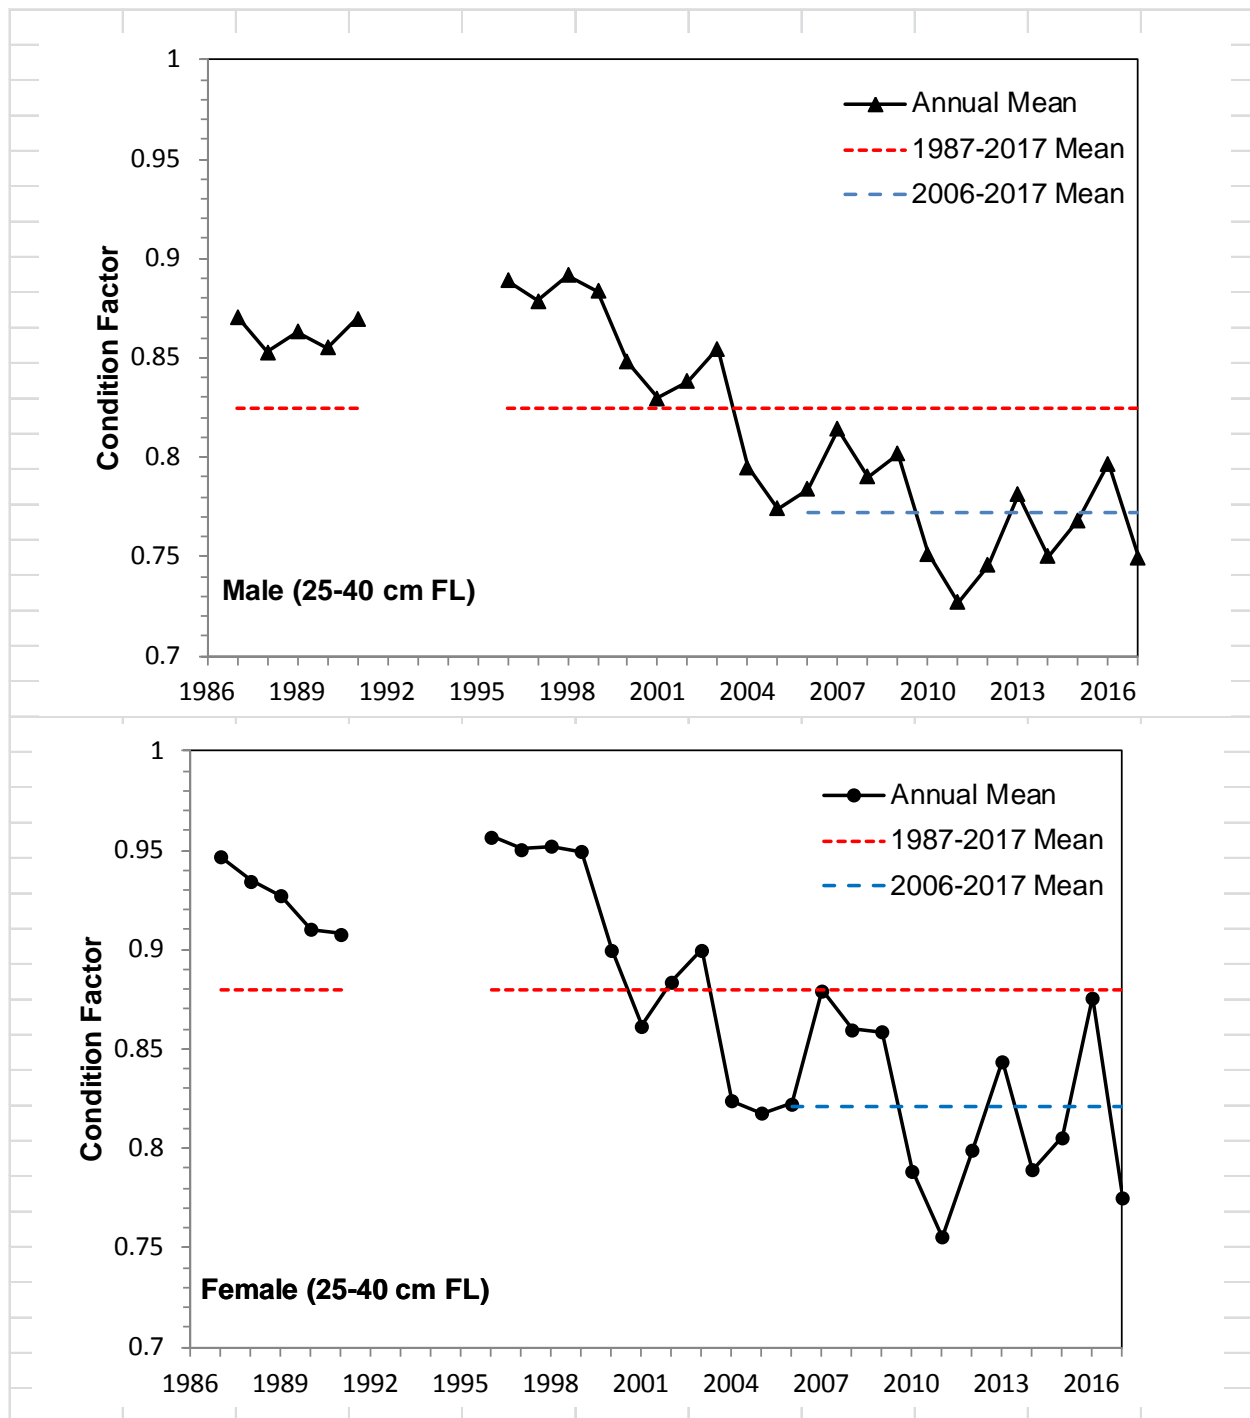 1
Annual Mean
0.95
1987-2017 Mean
2006-2017 Mean
0.9
Condition Factor
0.85
0.8
0.75
Male (25-40 cm FL)
0.7
1986 1989 1992 1995 1998 2001 2004 2007 2010 2013 2016
1
Annual Mean
1987-2017 Mean
0.95
2006-2017 Mean
0.9
Condition Factor
0.85
0.8
0.75
Female (25-40 cm FL)
0.7
1986 1989 1992 1995 1998 2001 2004 2007 2010 2013 2016